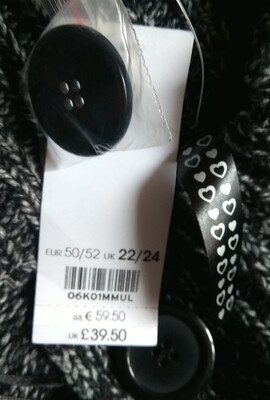 EUR 50/52 UK 22/24
06K01MMUL
IRL € 59.50
UK £39.50